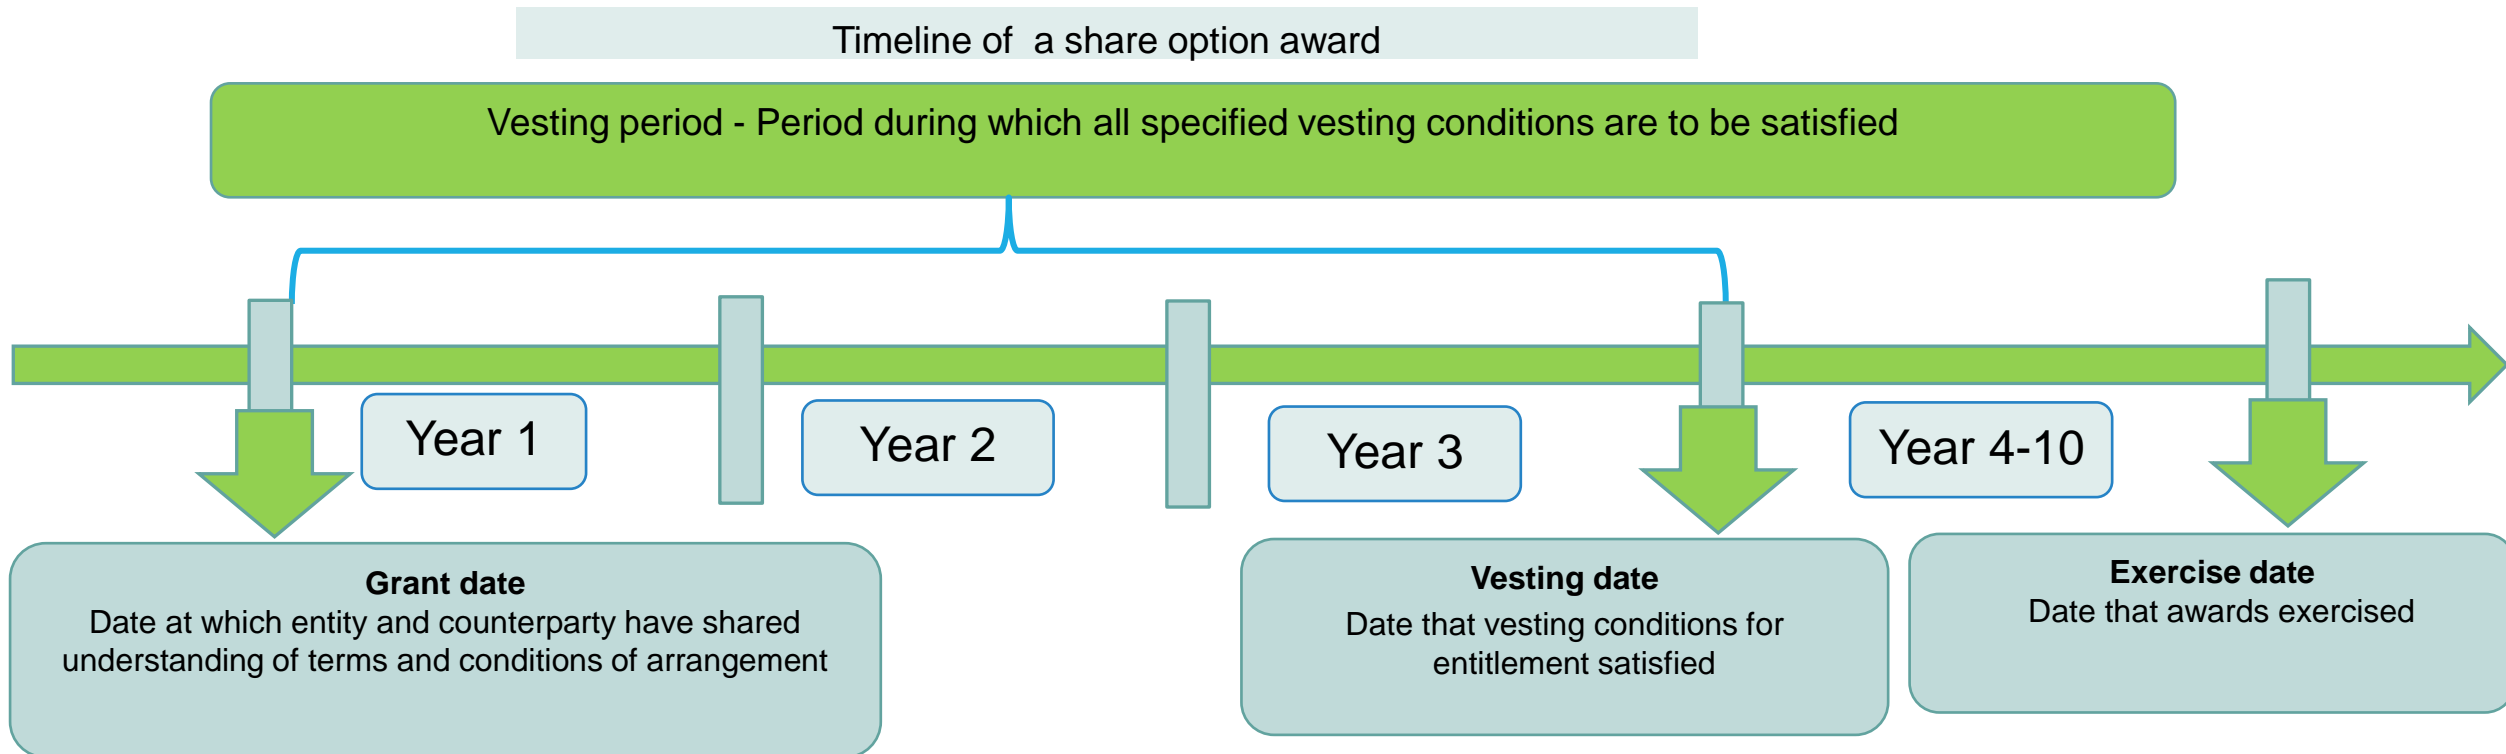 Timeline of a share option award
Vesting period - Period during which all specified vesting conditions are to be satisfied
Year 1
Year 2
Year 3
Year 4-10
Grant date
Date at which entity and counterparty have shared
understanding of terms and conditions of arrangement
Vesting date
Date that vesting conditions for
entitlement satisfied
Exercise date
Date that awards exercised